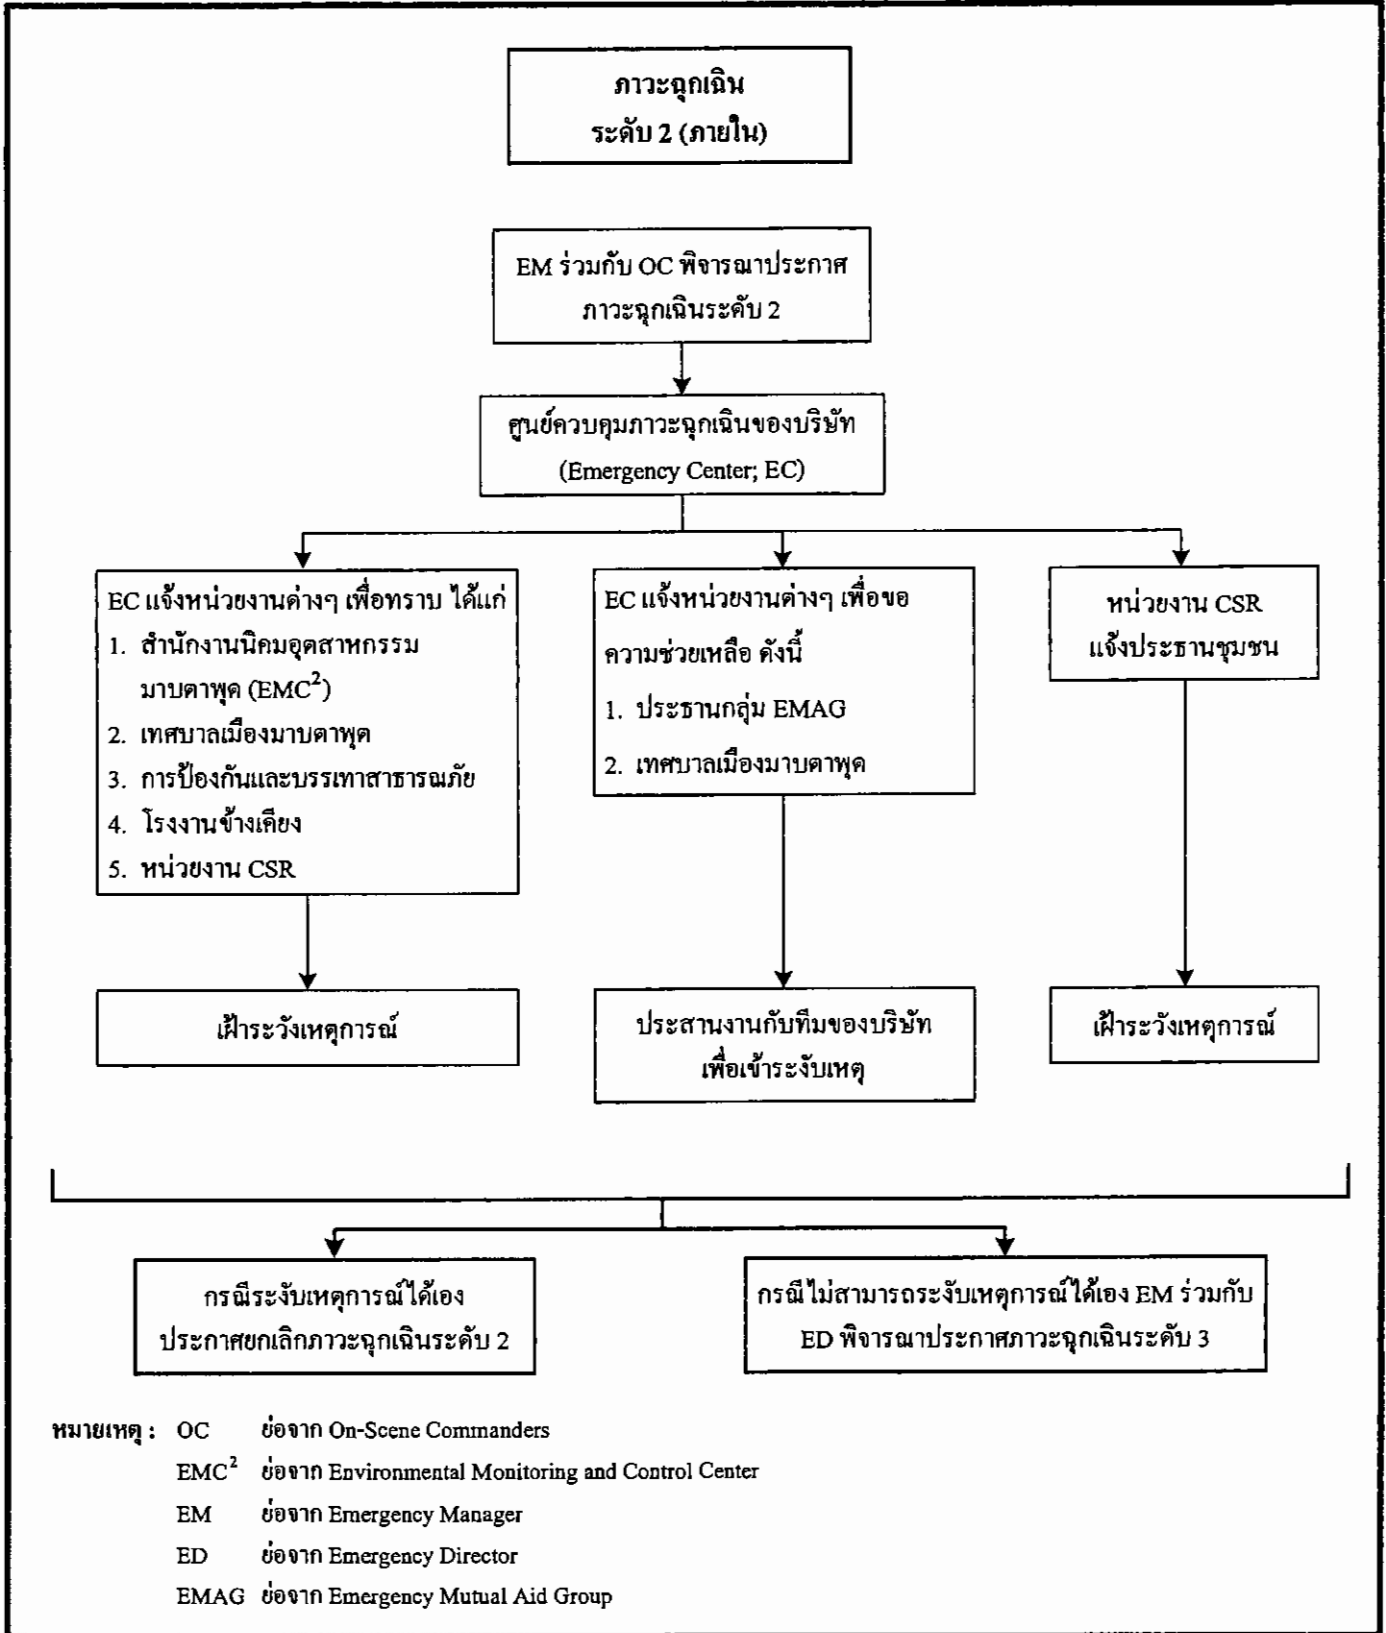 ภาวะฉุกเฉิน
ระดับ 2 (ภายใน)
EM ร่วมกับ OC พิจารณาประกาศ
ภาวะฉุกเฉินระดับ 2
ศูนย์ควบคุมภาวะฉุกเฉินของบริษัท
(Emergency Center; EC)
EC แจ้งหน่วยงานต่างๆ เพื่อทราบ ได้แก่
1. สำนักงานนิคมอุตสาหกรรม
มาบตาพุด (EMC²)
2. เทศบาลเมืองมาบตาพุด
3. การป้องกันและบรรเทาสาธารณภัย
4. โรงงานข้างเคียง
5. หน่วยงาน CSR
EC แจ้งหน่วยงานต่างๆ เพื่อขอ
ความช่วยเหลือ ดังนี้
1. ประธานกลุ่ม EMAG
2. เทศบาลเมืองมาบตาพุด
หน่วยงาน CSR
แจ้งประธานชุมชน
เฝ้าระวังเหตุการณ์
ประสานงานกับทีมของบริษัท
เพื่อเข้าระงับเหตุ
เฝ้าระวังเหตุการณ์
กรณีระงับเหตุการณ์ได้เอง
ประกาศยกเลิกภาวะฉุกเฉินระดับ 2
กรณีไม่สามารถระงับเหตุการณ์ได้เอง EM ร่วมกับ
ED พิจารณาประกาศภาวะฉุกเฉินระดับ 3
หมายเหตุ : OC ย่อจาก On-Scene Commanders
EMC² ย่อจาก Environmental Monitoring and Control Center
EM ย่อจาก Emergency Manager
ED ย่อจาก Emergency Director
EMAG ย่อจาก Emergency Mutual Aid Group